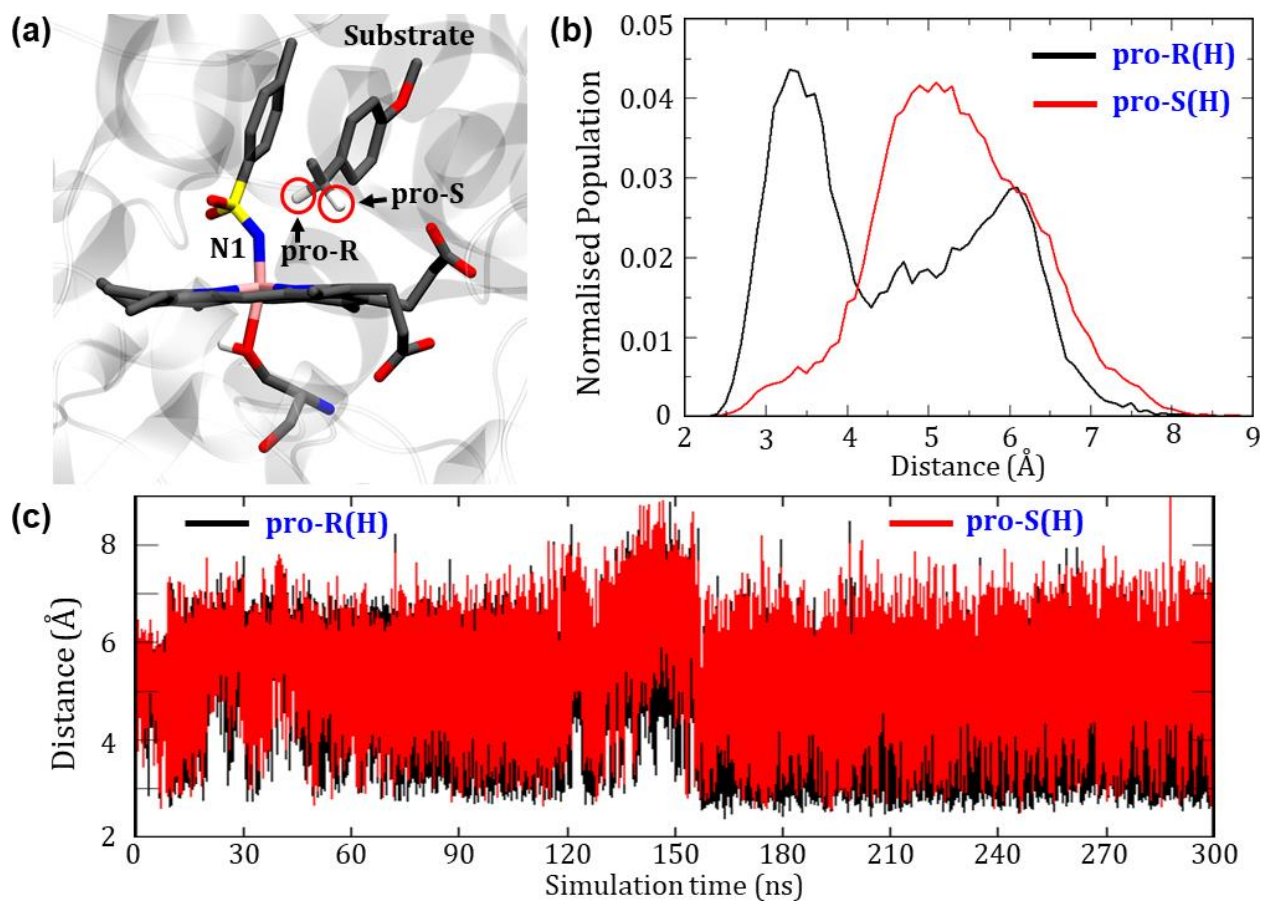 (a)
Substrate
pro-S
N1
pro-R
(b)
pro-R(H)
pro-S(H)
Normalised Population
0.05
0.04
0.03
0.02
0.01
0
2 3 4 5 6 7 8 9
Distance (Å)
(c)
pro-R(H)
pro-S(H)
Distance (Å)
8
6
4
2
0 30 60 90 120 150 180 210 240 270 300
Simulation time (ns)